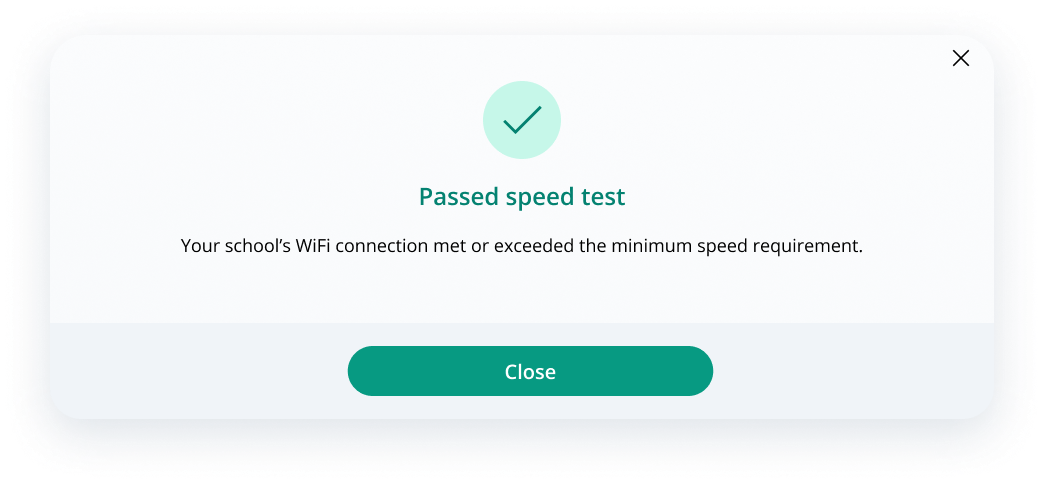 Passed speed test
Your school’s WiFi connection met or exceeded the minimum speed requirement.
Close